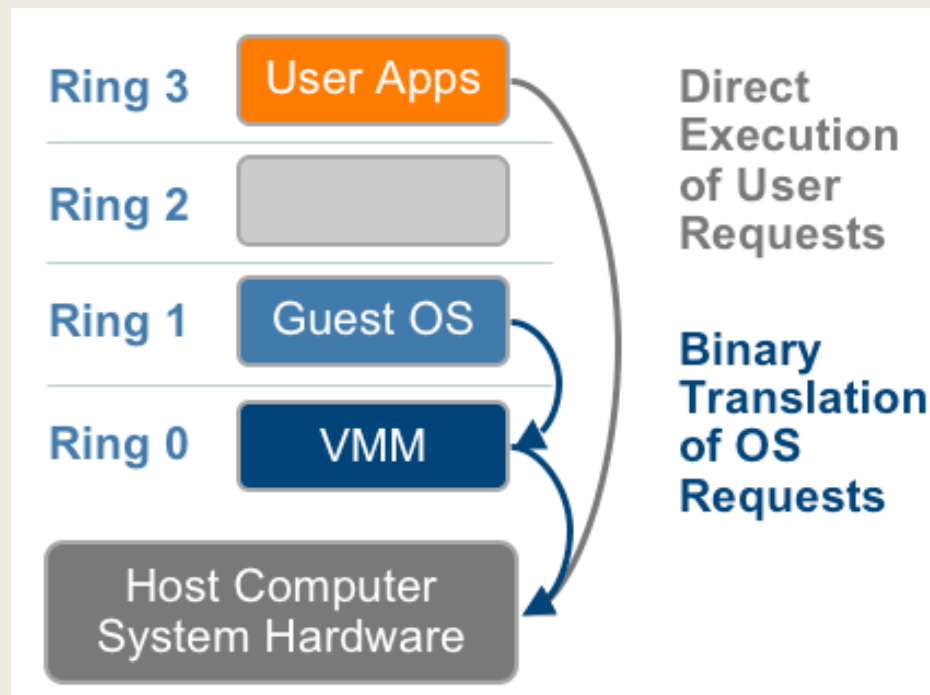 Ring 3
User Apps
Ring 2
Ring 1
Guest OS
Ring 0
VMM
Host Computer
System Hardware
Direct
Execution
of User
Requests
Binary
Translation
of OS
Requests